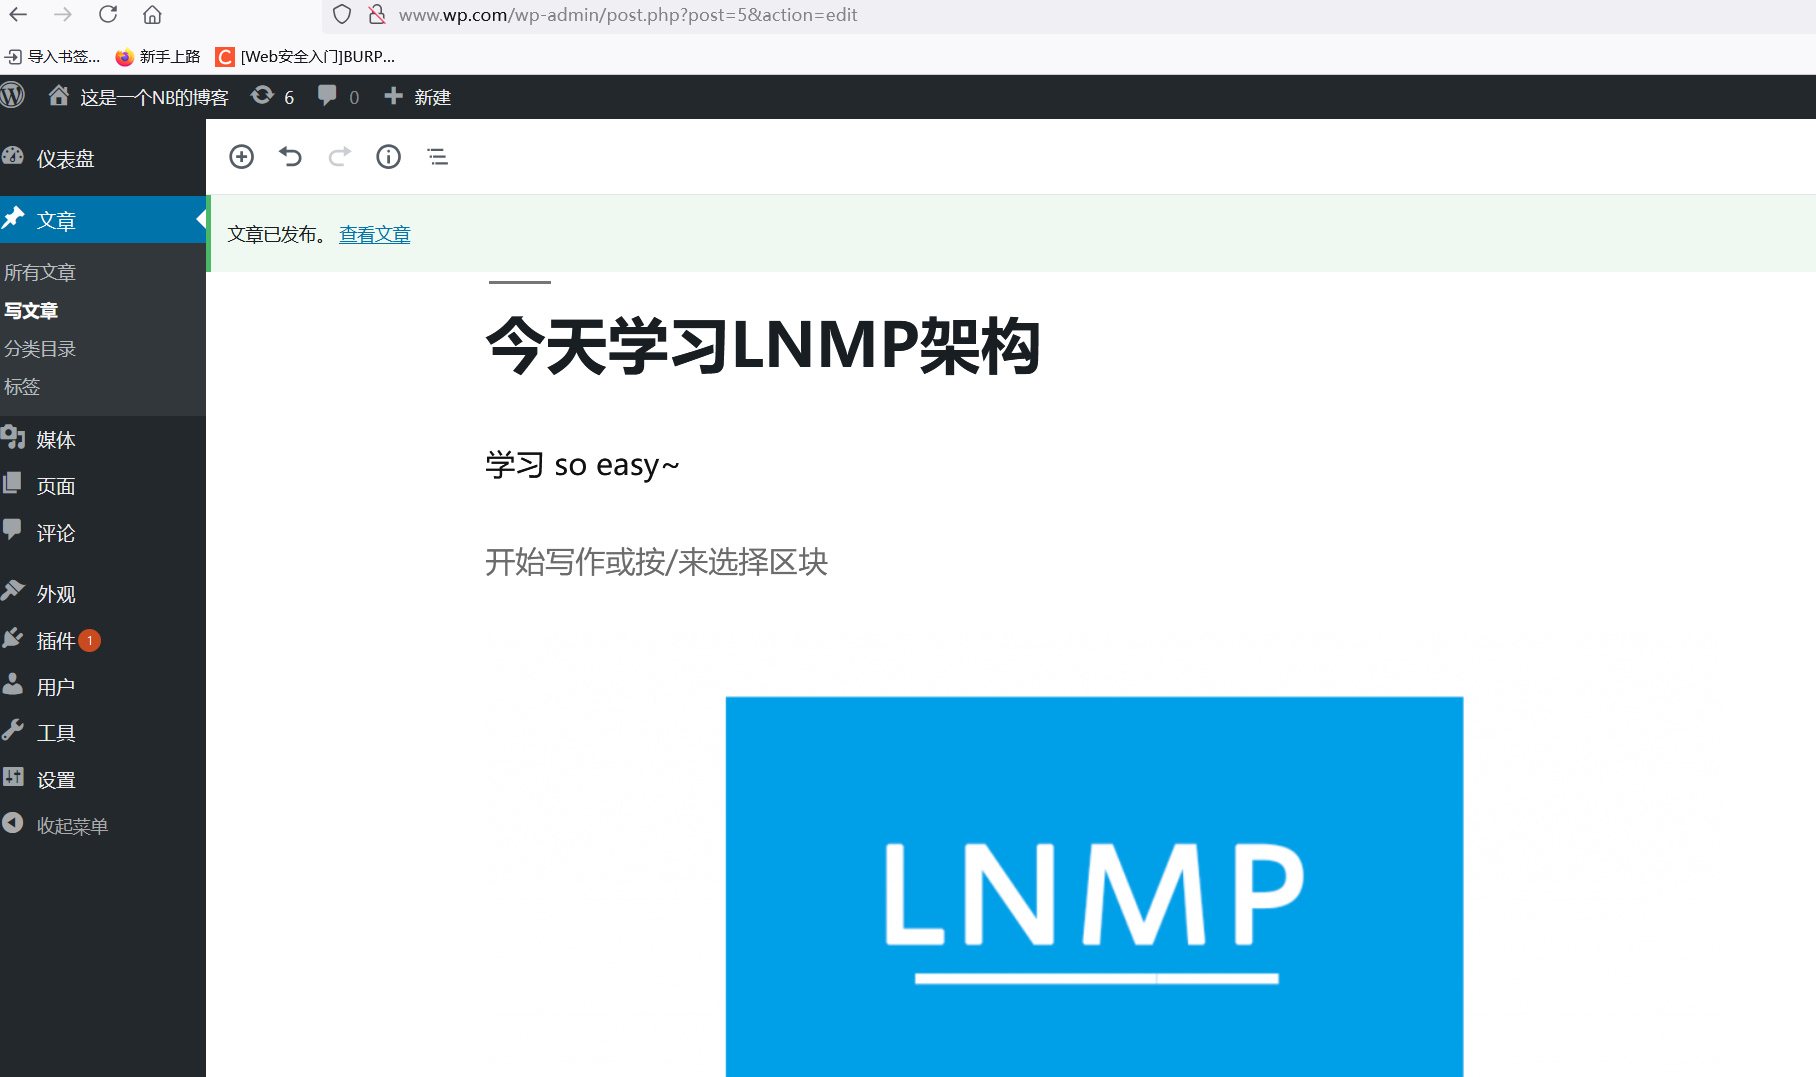 www.wp.com/wp-admin/post.php?post=5&action=edit
导入书签... 新手上路 [Web安全入门]BURP...
这是一个NB的博客 6 0 新建
仪表盘
文章
所有文章
写文章
分类目录
标签
媒体
页面
评论
外观
插件 1
用户
工具
设置
收起菜单
文章已发布。 查看文章
今天学习LNMP架构
学习 so easy~
开始写作或按/来选择区块
LNMP